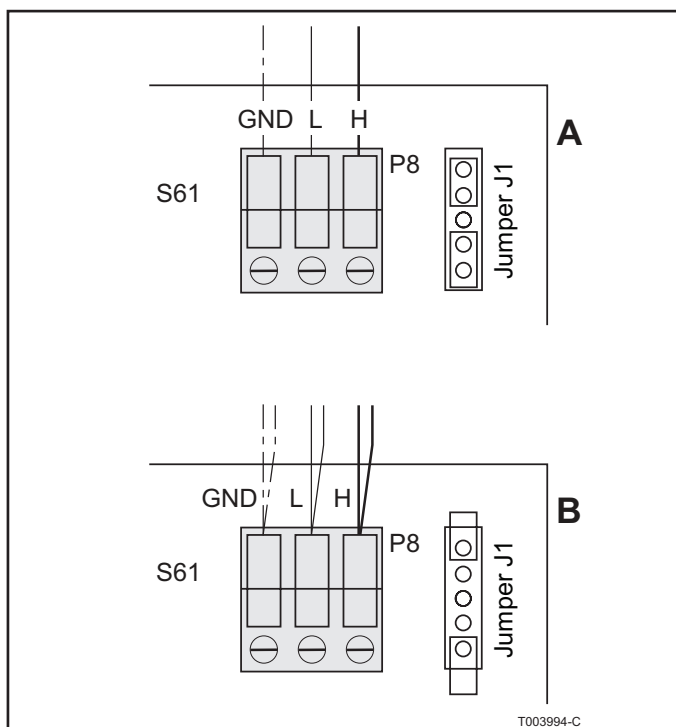 GND L H
A
P8
S61
Jumper J1
GND L H
B
P8
S61
Jumper J1
T003994-C